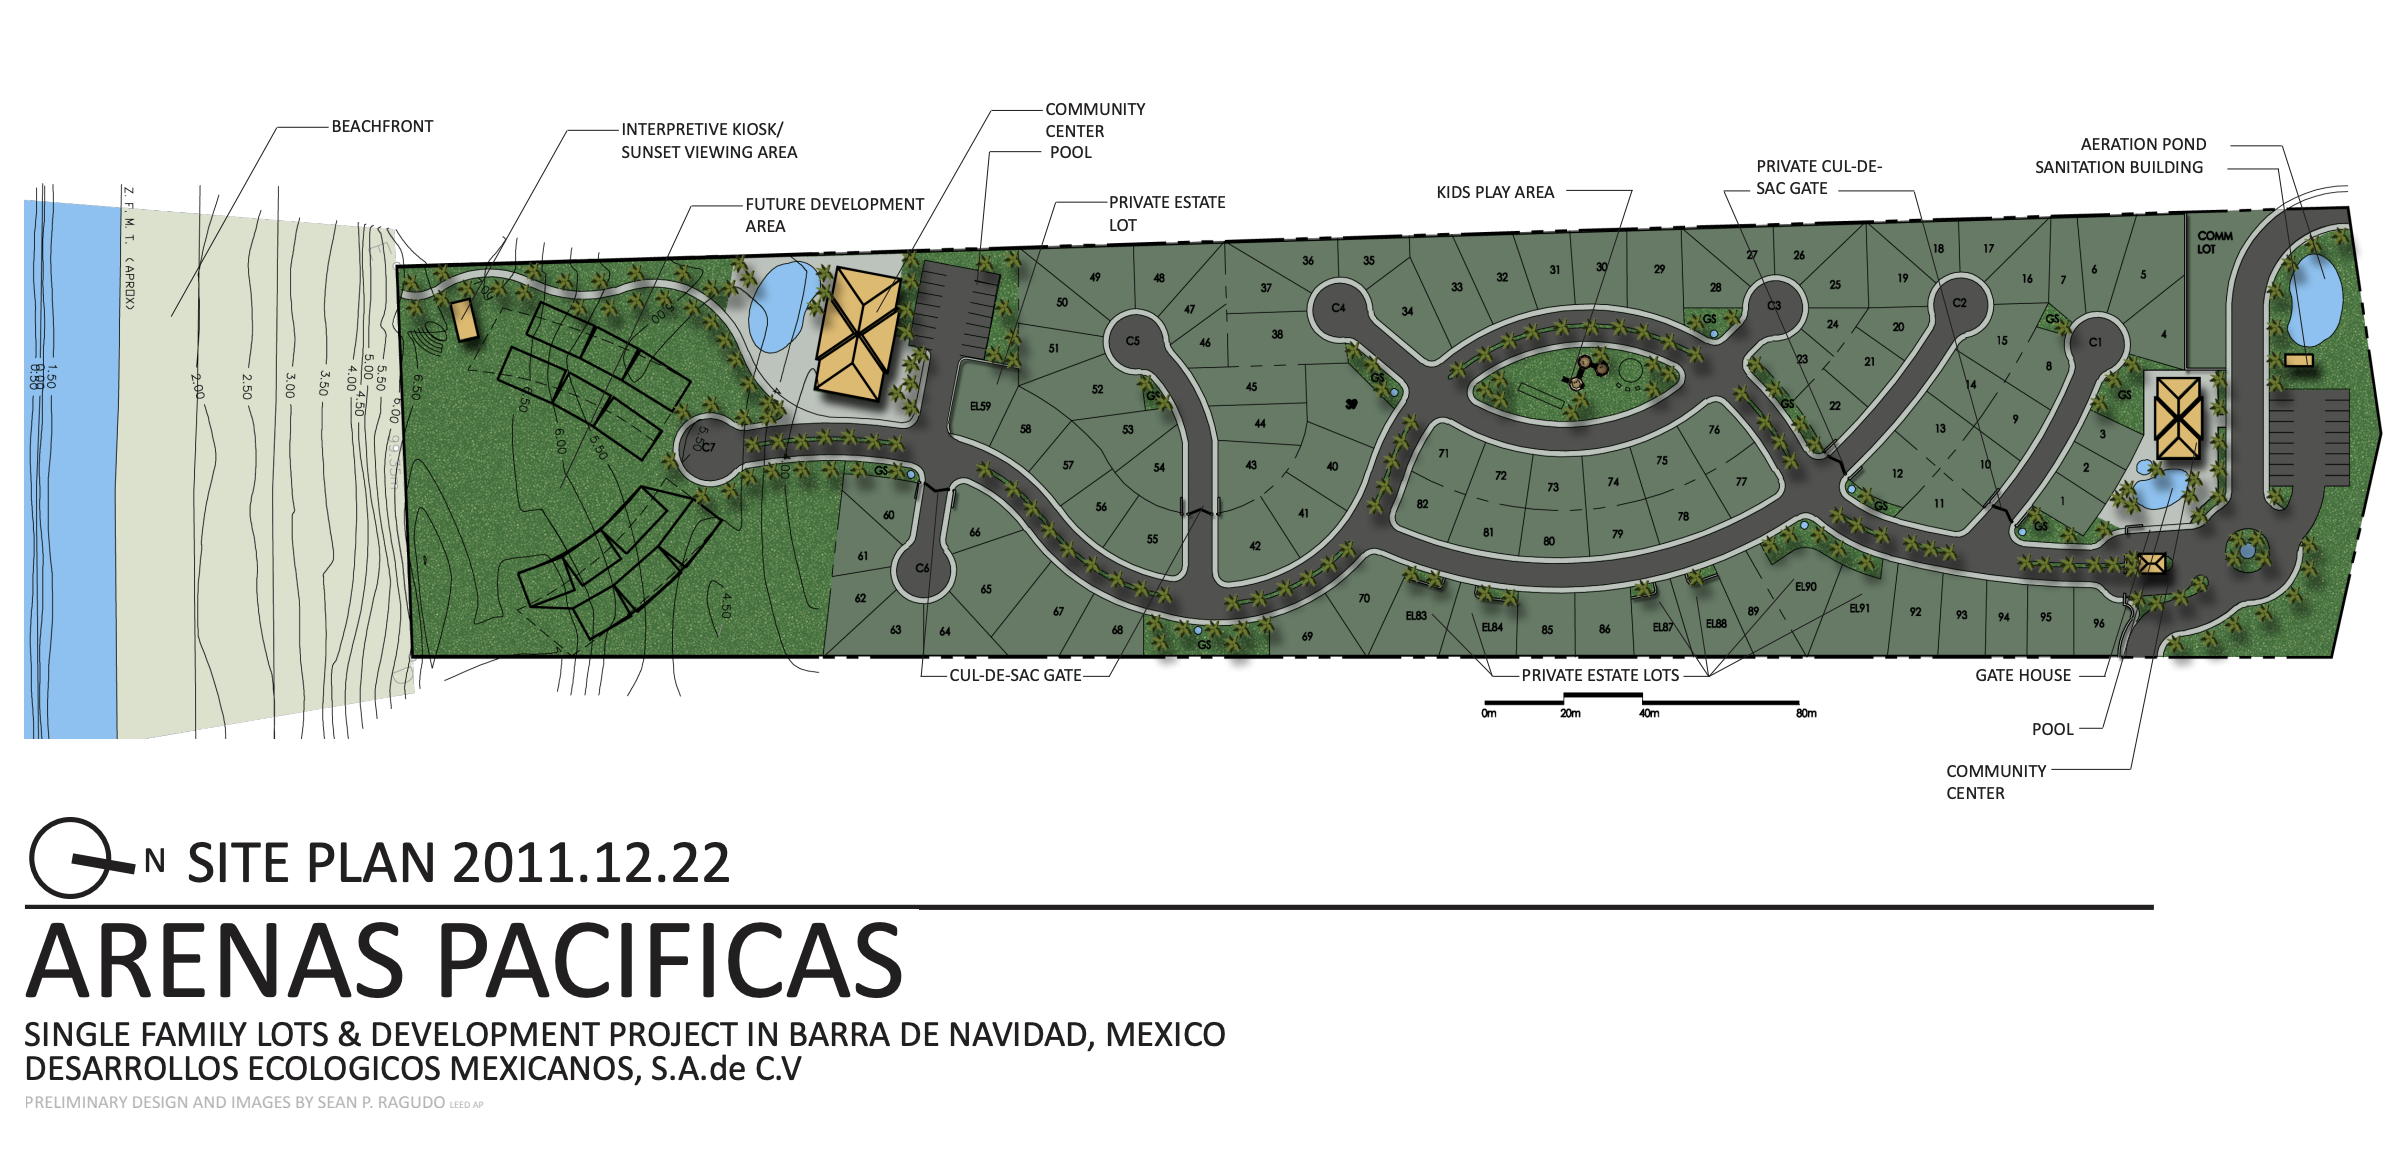 BEACHFRONT
INTERPRETIVE KIOSK/
SUNSET VIEWING AREA
FUTURE DEVELOPMENT
AREA
COMMUNITY
CENTER
POOL
PRIVATE ESTATE
LOT
KIDS PLAY AREA
PRIVATE CUL-DE-
SAC GATE
AERATION POND
SANITATION BUILDING
Z. F. M. T. (APROX)
1.50
2.00
2.50
3.00
3.50
4.00
4.50
5.00
5.50
6.00
6.50
6.00
5.50
4.50
COMM
LOT
C1
C2
C3
C4
C5
C6
C7
GS
GS
GS
GS
GS
GS
GS
GS
GS
GS
1
2
3
4
5
6
7
8
9
10
11
12
13
14
15
16
17
18
19
20
21
22
23
24
25
26
27
28
29
30
31
32
33
34
35
36
37
38
39
40
41
42
43
44
45
46
47
48
49
50
51
52
53
54
55
56
57
58
EL59
60
61
62
63
64
65
66
67
68
69
70
71
72
73
74
75
76
77
78
79
80
81
82
EL83
EL84
85
86
EL87
EL88
89
EL90
EL91
92
93
94
95
96
CUL-DE-SAC GATE
PRIVATE ESTATE LOTS
GATE HOUSE
0m
20m
40m
80m
POOL
COMMUNITY
CENTER
N
SITE PLAN 2011.12.22
ARENAS PACIFICAS
SINGLE FAMILY LOTS & DEVELOPMENT PROJECT IN BARRA DE NAVIDAD, MEXICO
DESARROLLOS ECOLOGICOS MEXICANOS, S.A.de C.V
PRELIMINARY DESIGN AND IMAGES BY SEAN P. RAGUDO LEED AP